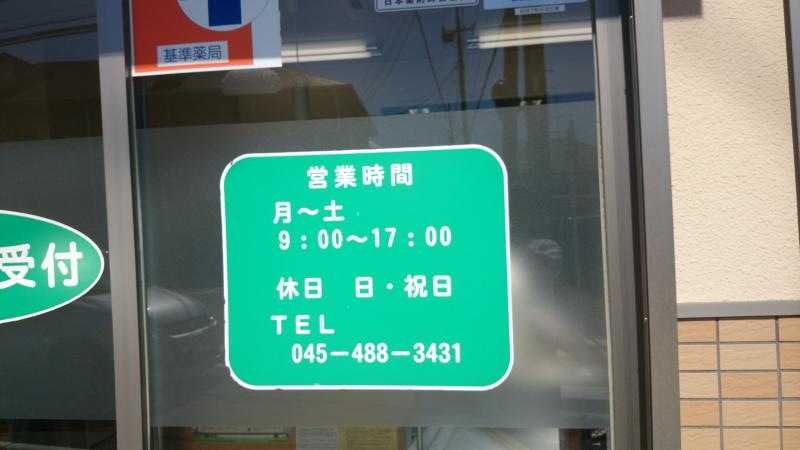 基準薬局
営業時間
月～土
9：00～17：00
休日　日・祝日
TEL
045－488－3431
受付